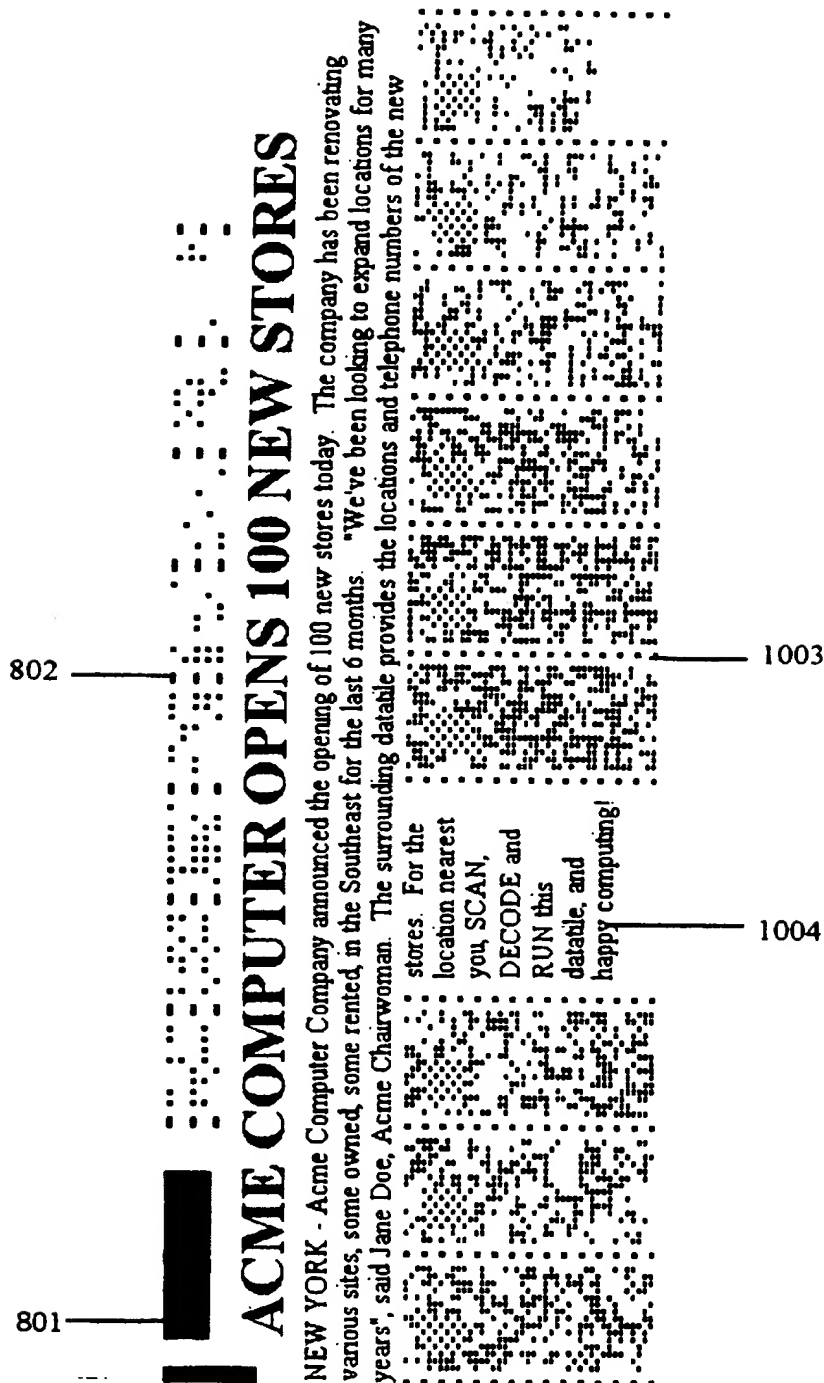 ACME COMPUTER OPENS 100 NEW STORES
NEW YORK - Acme Computer Company announced the opening of 100 new stores today. The company has been renovating
various sites, some owned, some rented, in the Southeast for the last 6 months. "We've been looking to expand locations for many
years", said Jane Doe, Acme Chairwoman. The surrounding datatile provides the locations and telephone numbers of the new
stores. For the
location nearest
you, SCAN,
DECODE and
RUN this
datatile, and
happy computing!
801
802
1003
1004